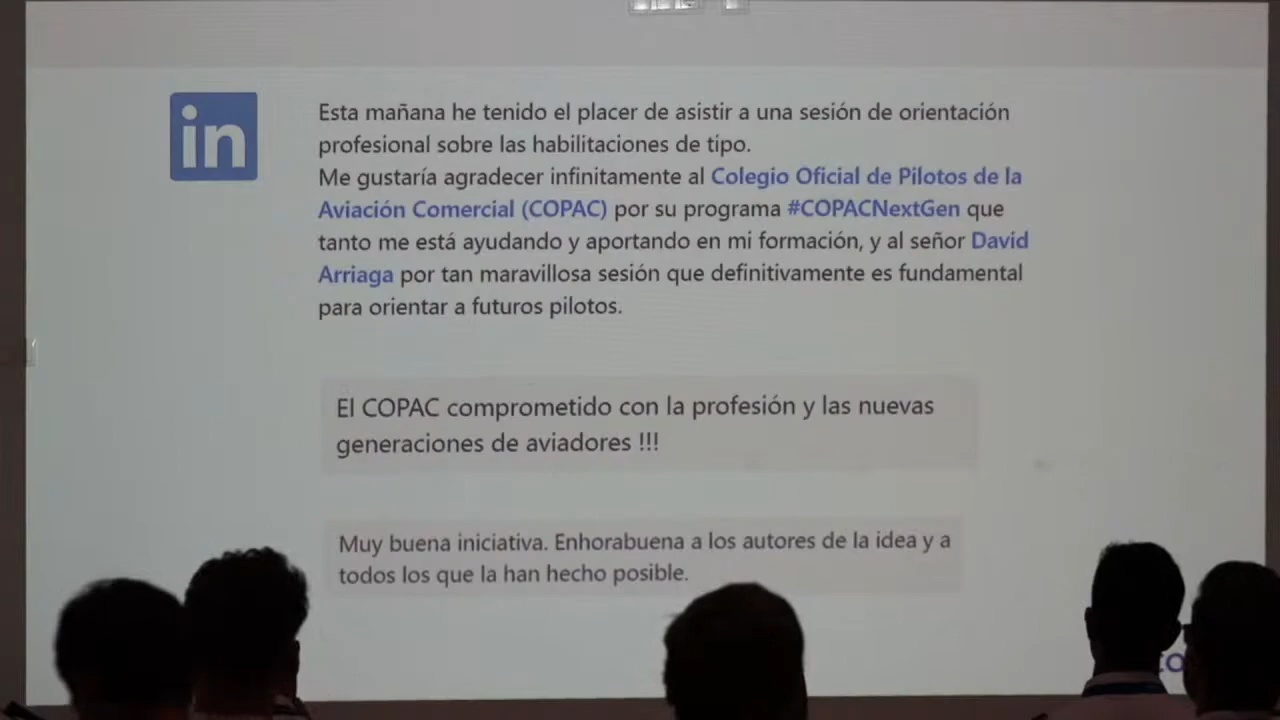 in
Esta mañana he tenido el placer de asistir a una sesión de orientación
profesional sobre las habilitaciones de tipo.
Me gustaría agradecer infinitamente al Colegio Oficial de Pilotos de la
Aviación Comercial (COPAC) por su programa #COPACNextGen que
tanto me está ayudando y aportando en mi formación, y al señor David
Arriaga por tan maravillosa sesión que definitivamente es fundamental
para orientar a futuros pilotos.
El COPAC comprometido con la profesión y las nuevas
generaciones de aviadores !!!
Muy buena iniciativa. Enhorabuena a los autores de la idea y a
todos los que la han hecho posible.